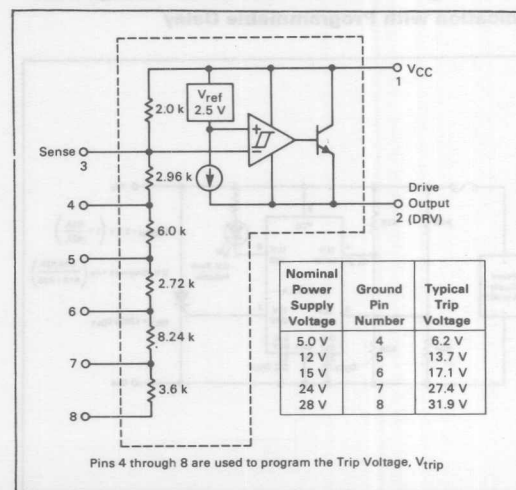 VCC
1
Vref
2.5 V
2.0 k
+
−
Sense
3
2.96 k
Drive
Output
2 (DRV)
4
6.0 k
5
2.72 k
6
8.24 k
7
3.6 k
8
Nominal Power Supply Voltage Ground Pin Number Typical Trip Voltage
5.0 V 4 6.2 V
12 V 5 13.7 V
15 V 6 17.1 V
24 V 7 27.4 V
28 V 8 31.9 V
Pins 4 through 8 are used to program the Trip Voltage, Vtrip